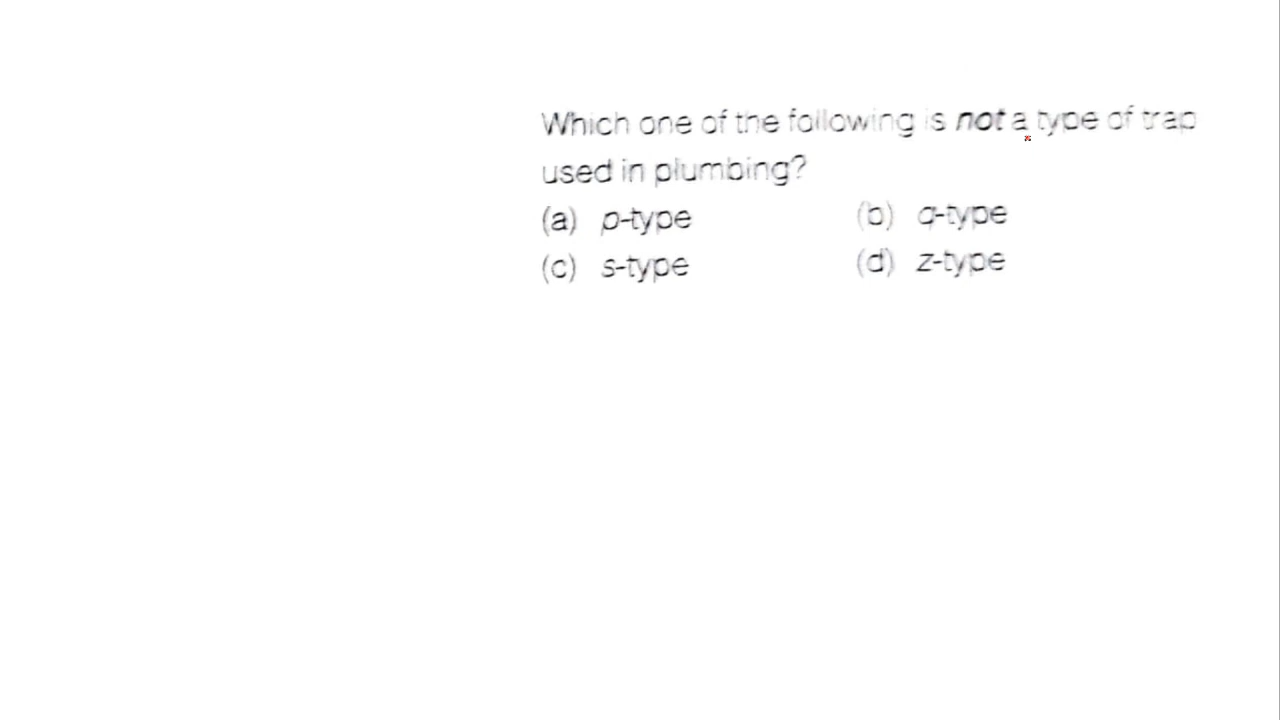 Which one of the following is not a type of trap
used in plumbing?
(a) p-type (b) q-type
(c) s-type (d) z-type